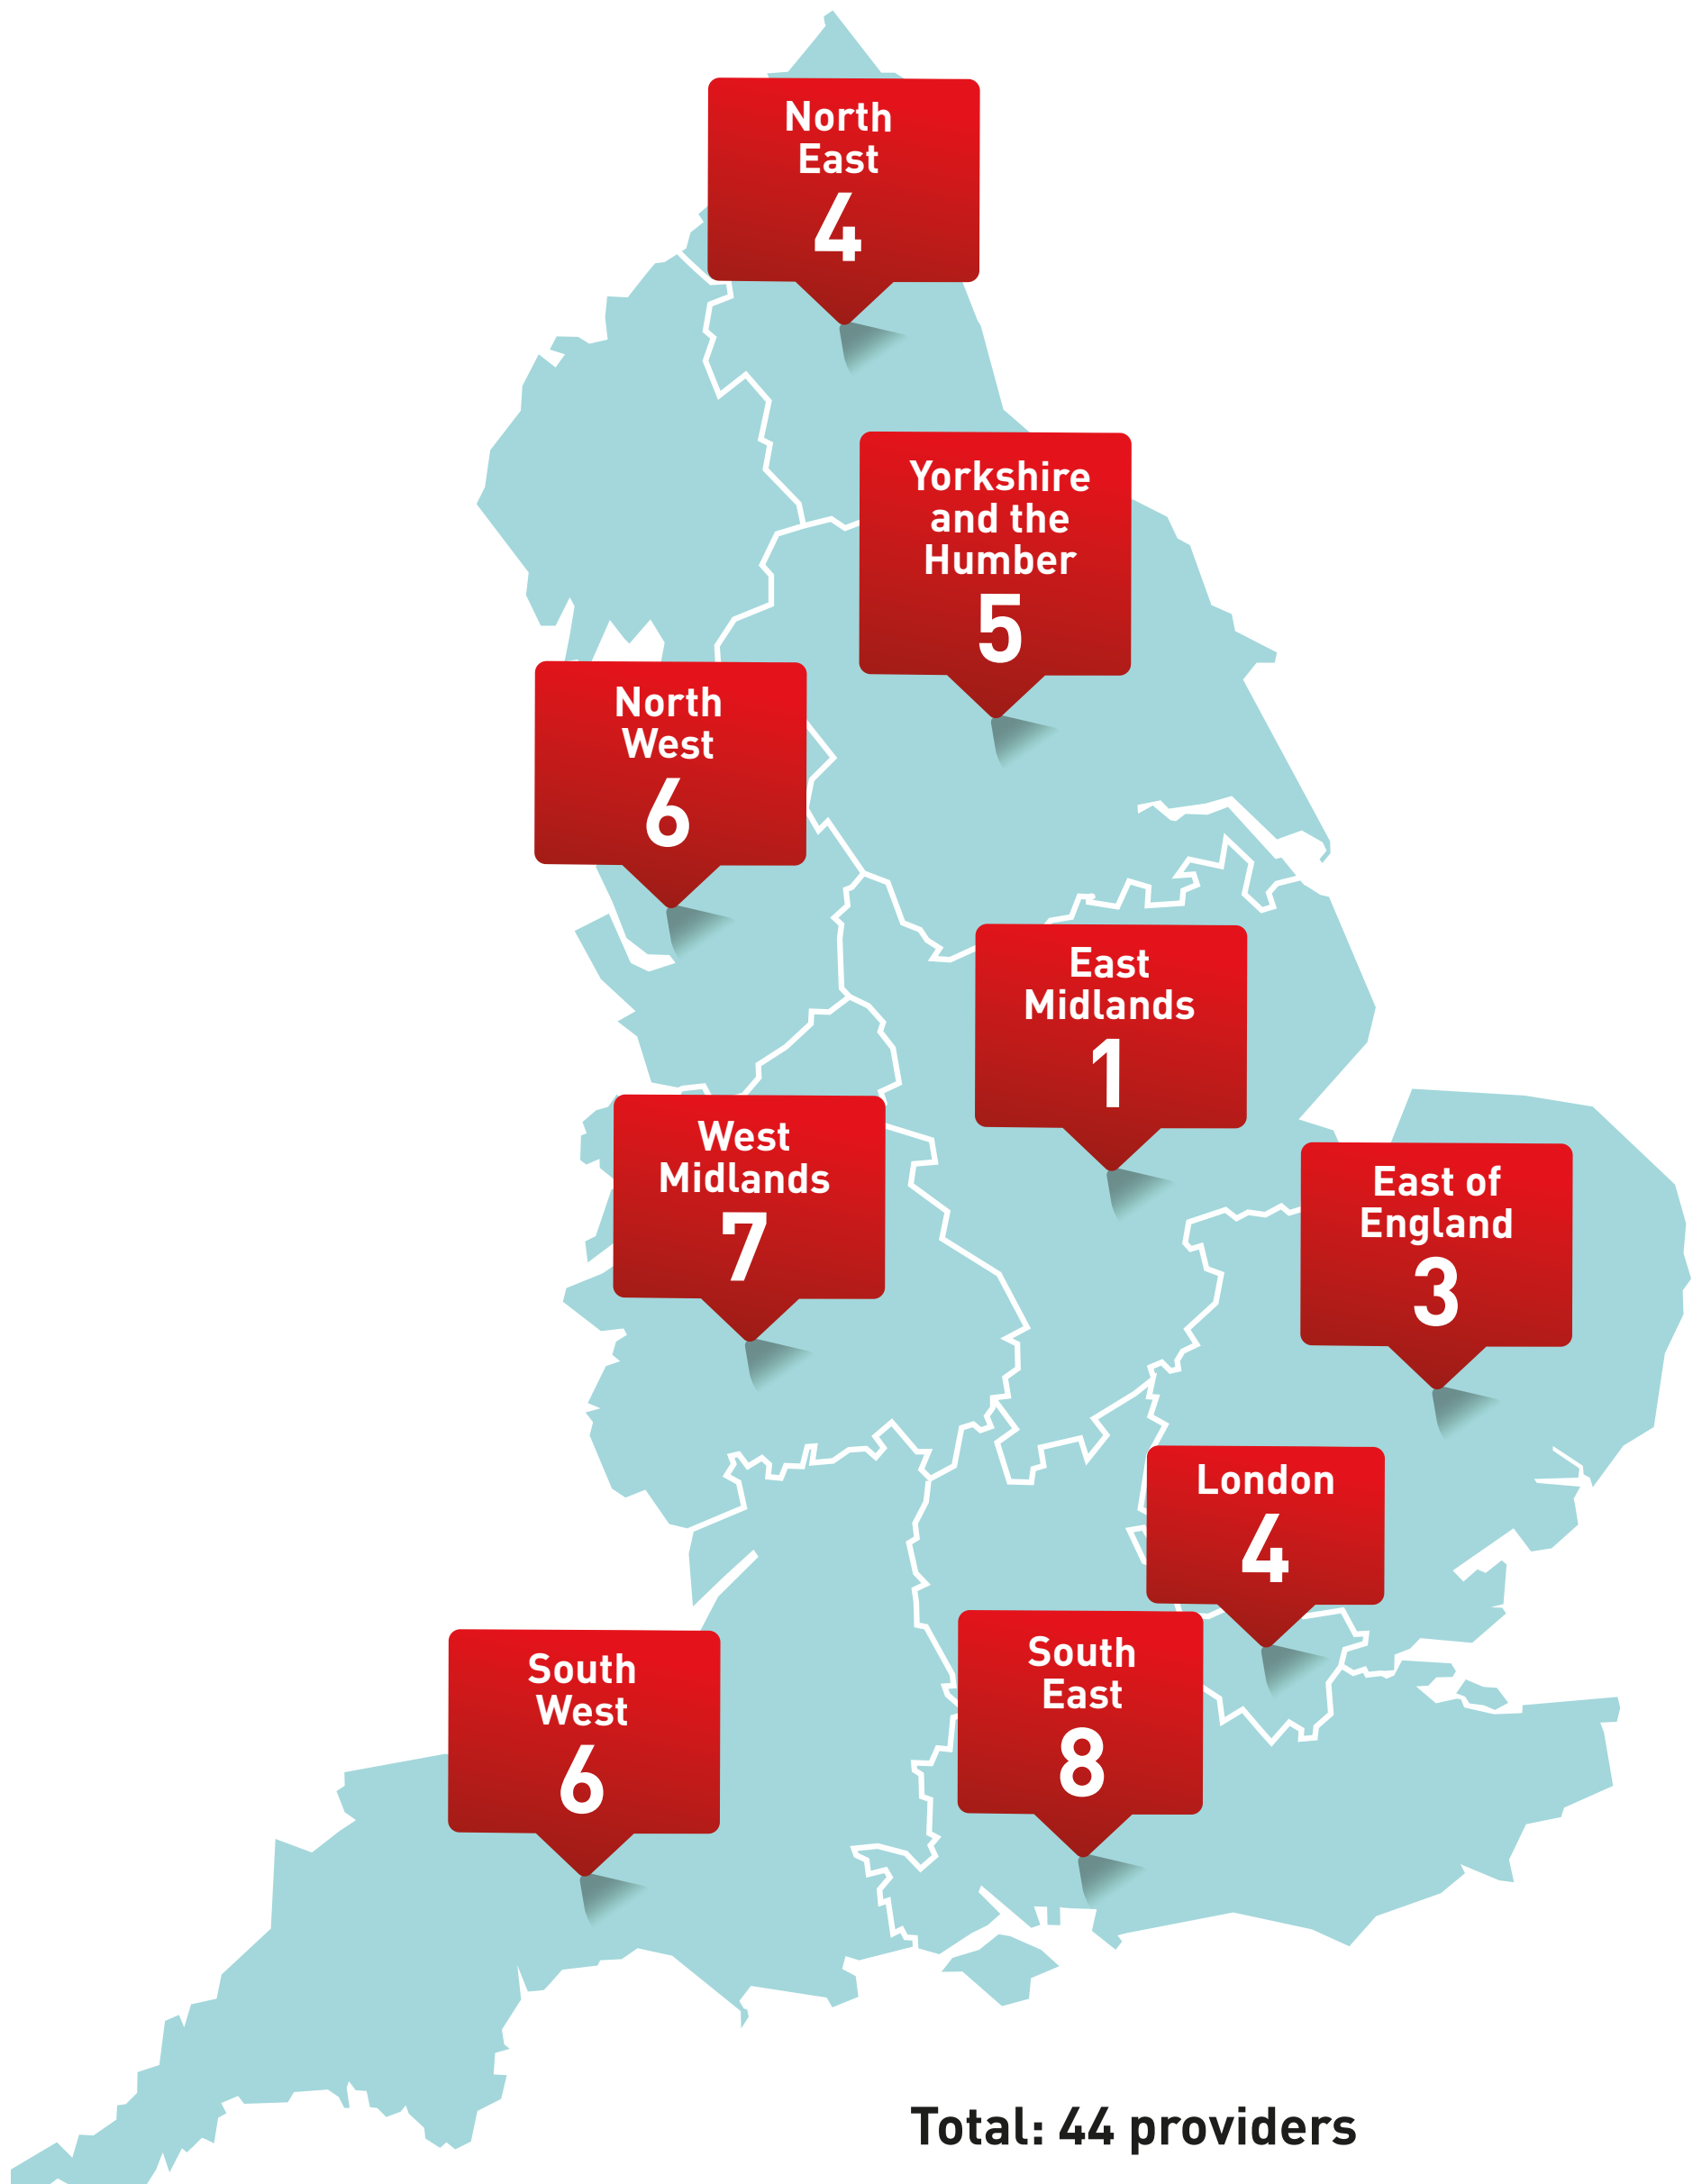 North
East
4
Yorkshire
and the
Humber
5
North
West
6
East
Midlands
1
West
Midlands
7
East of
England
3
London
4
South
East
8
South
West
6
Total: 44 providers